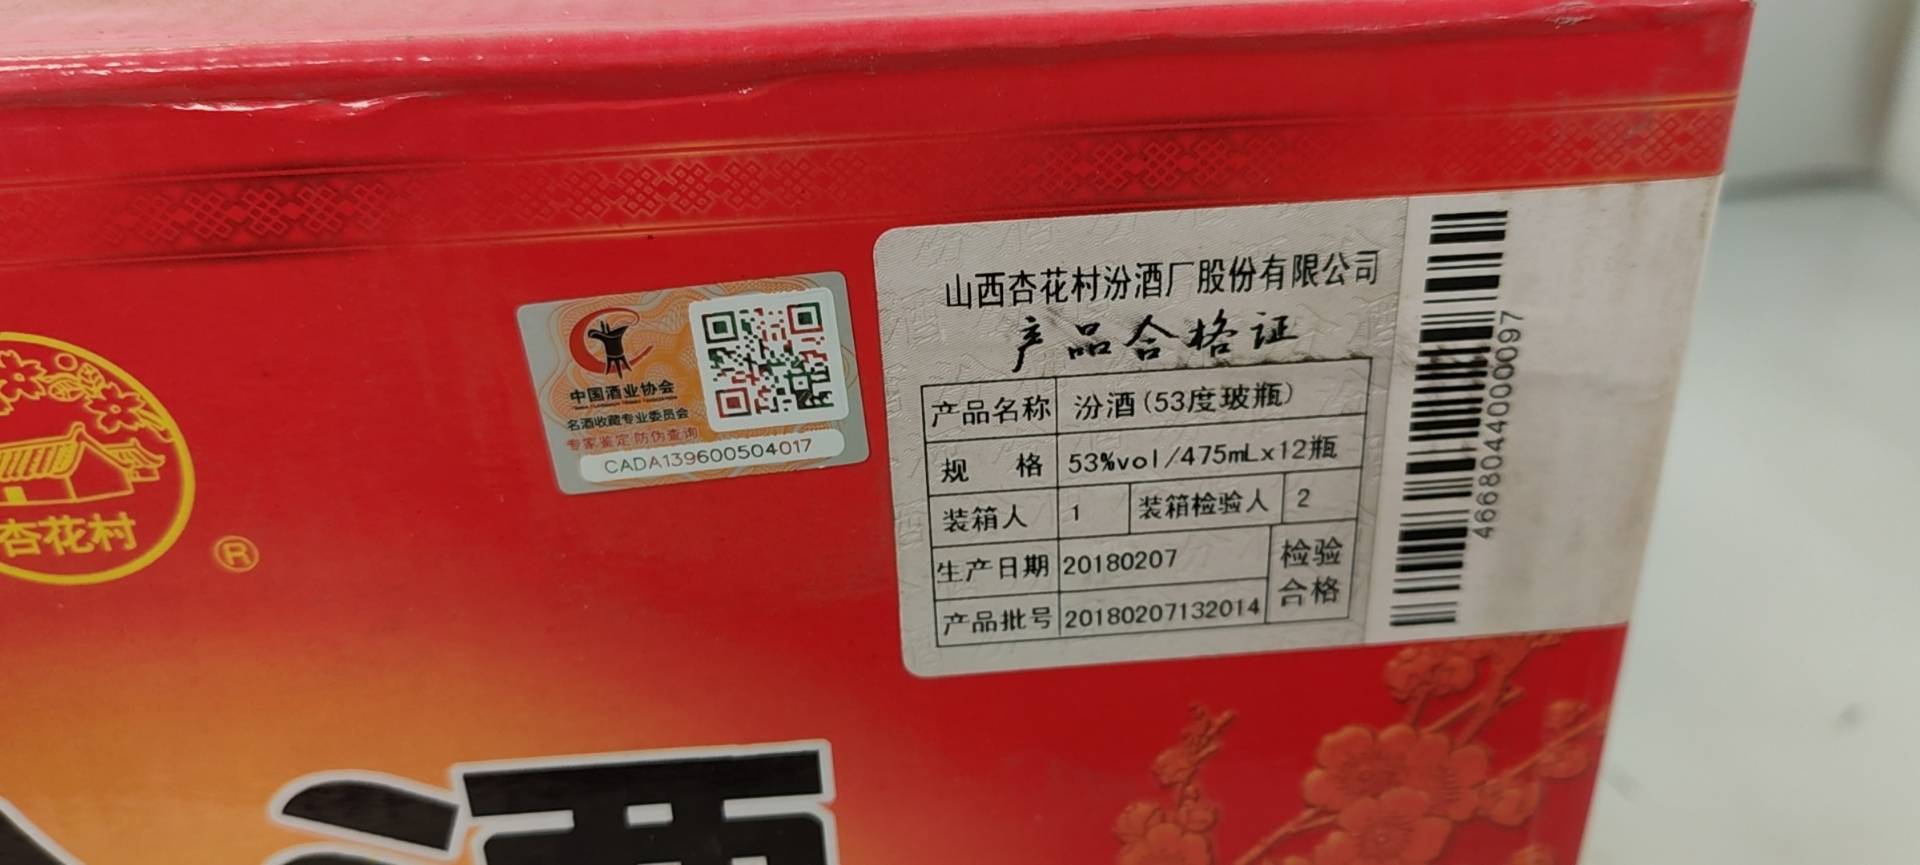 杏花村
®
中国酒业协会
名酒收藏专业委员会
专家鉴定 防伪查询
CADA139600504017
山西杏花村汾酒厂股份有限公司
产品合格证
产品名称 汾酒(53度玻瓶)
规 格 53%vol/475mLx12瓶
装箱人 1 装箱检验人 2
生产日期 20180207 检验合格
产品批号 20180207132014
466804400097
酒